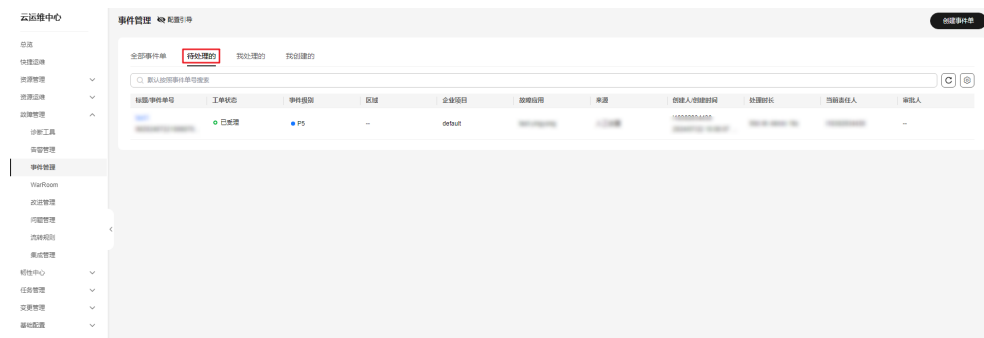 云运维中心
总览
快捷运维
资源管理
资源运维
故障管理
诊断工具
告警管理
事件管理
WarRoom
改进管理
问题管理
流转规则
集成管理
韧性中心
任务管理
变更管理
基础配置
事件管理 配置引导
创建事件单
全部事件单 待处理的 我处理的 我创建的
默认按照事件单号搜索
标题/事件单号 工单状态 事件级别 区域 企业项目 故障应用 来源 创建人/创建时间 处理时长 当前责任人 审批人
已受理 P5 -- default --